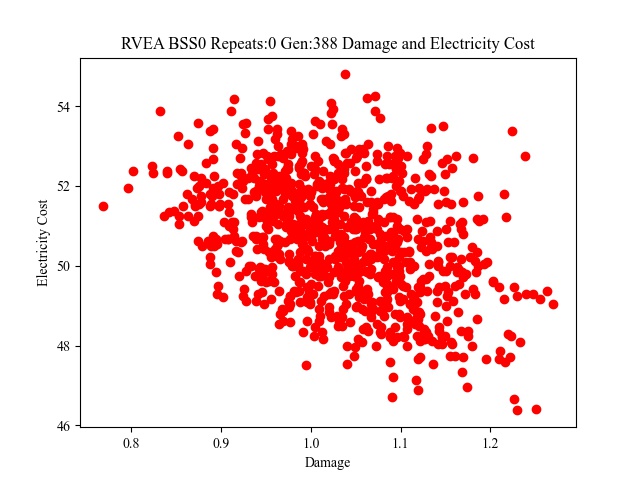 RVEA BSS0 Repeats:0 Gen:388 Damage and Electricity Cost
54
52
50
48
46
Electricity Cost
0.8 0.9 1.0 1.1 1.2
Damage